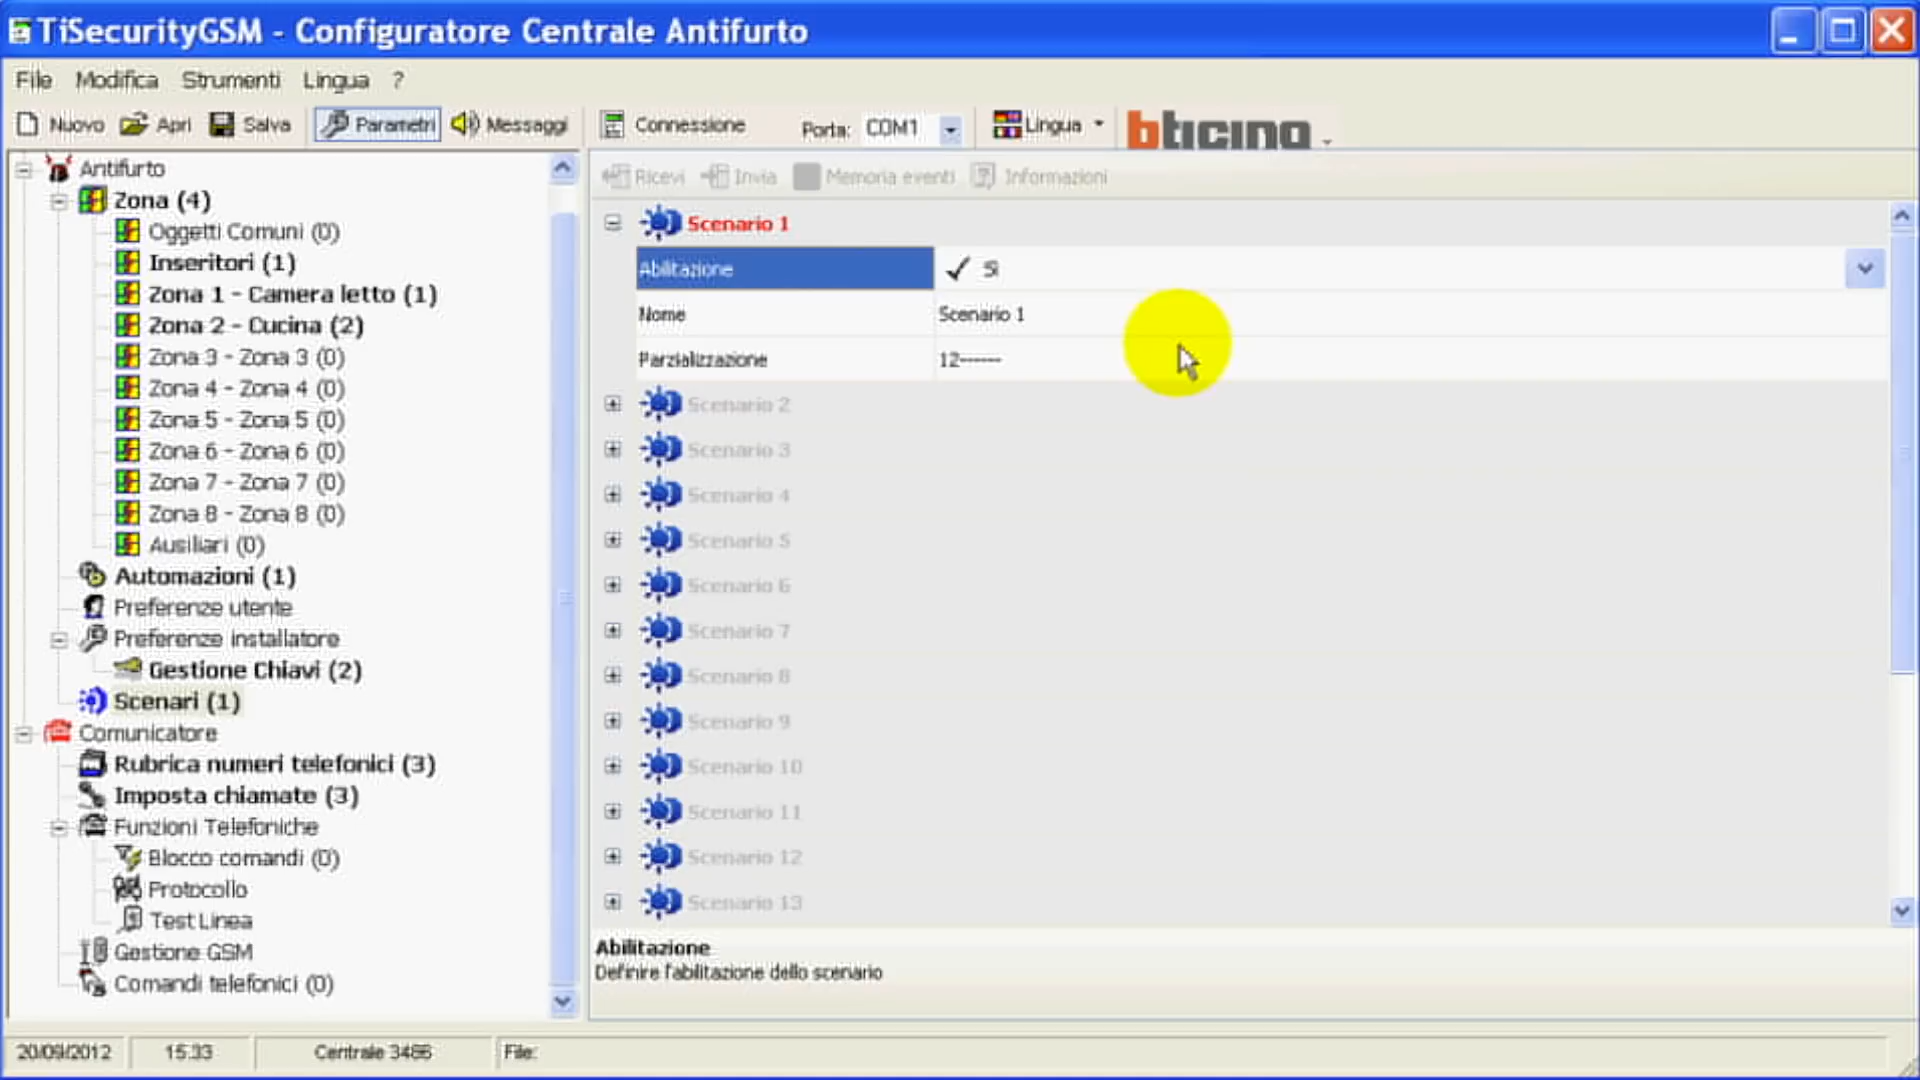 TiSecurityGSM - Configuratore Centrale Antifurto
File Modifica Strumenti Lingua ?
Nuovo Apri Salva Parametri Messaggi Connessione Porta: COM1 Lingua bticino
Antifurto
Zona (4)
Oggetti Comuni (0)
Inseritori (1)
Zona 1 - Camera letto (1)
Zona 2 - Cucina (2)
Zona 3 - Zona 3 (0)
Zona 4 - Zona 4 (0)
Zona 5 - Zona 5 (0)
Zona 6 - Zona 6 (0)
Zona 7 - Zona 7 (0)
Zona 8 - Zona 8 (0)
Ausiliari (0)
Automazioni (1)
Preferenze utente
Preferenze installatore
Gestione Chiavi (2)
Scenari (1)
Comunicatore
Rubrica numeri telefonici (3)
Imposta chiamate (3)
Funzioni Telefoniche
Blocco comandi (0)
Protocollo
Test Linea
Gestione GSM
Comandi telefonici (0)
Ricevi Invia Memoria eventi Informazioni
Scenario 1
Abilitazione Sì
Nome Scenario 1
Parzializzazione 12------
Scenario 2
Scenario 3
Scenario 4
Scenario 5
Scenario 6
Scenario 7
Scenario 8
Scenario 9
Scenario 10
Scenario 11
Scenario 12
Scenario 13
Abilitazione
Definire l'abilitazione dello scenario
20/09/2012 15.33 Centrale 3486 File: